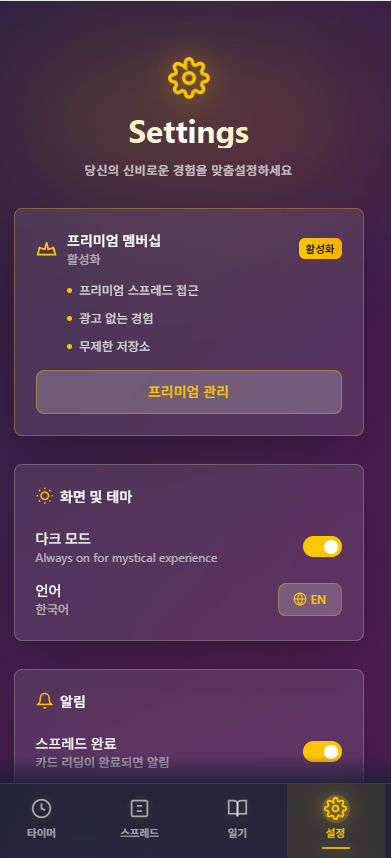 Settings
당신의 신비로운 경험을 맞춤설정하세요
프리미엄 멤버십
활성화
활성화
프리미엄 스프레드 접근
광고 없는 경험
무제한 저장소
프리미엄 관리
화면 및 테마
다크 모드
Always on for mystical experience
언어
한국어
EN
알림
스프레드 완료
카드 리딩이 완료되면 알림
타이머
스프레드
일기
설정